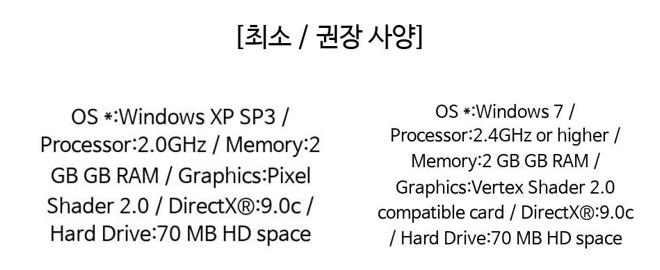 [최소 / 권장 사양]
OS *:Windows XP SP3 /
Processor:2.0GHz / Memory:2
GB GB RAM / Graphics:Pixel
Shader 2.0 / DirectX®:9.0c /
Hard Drive:70 MB HD space
OS *:Windows 7 /
Processor:2.4GHz or higher /
Memory:2 GB GB RAM /
Graphics:Vertex Shader 2.0
compatible card / DirectX®:9.0c
/ Hard Drive:70 MB HD space